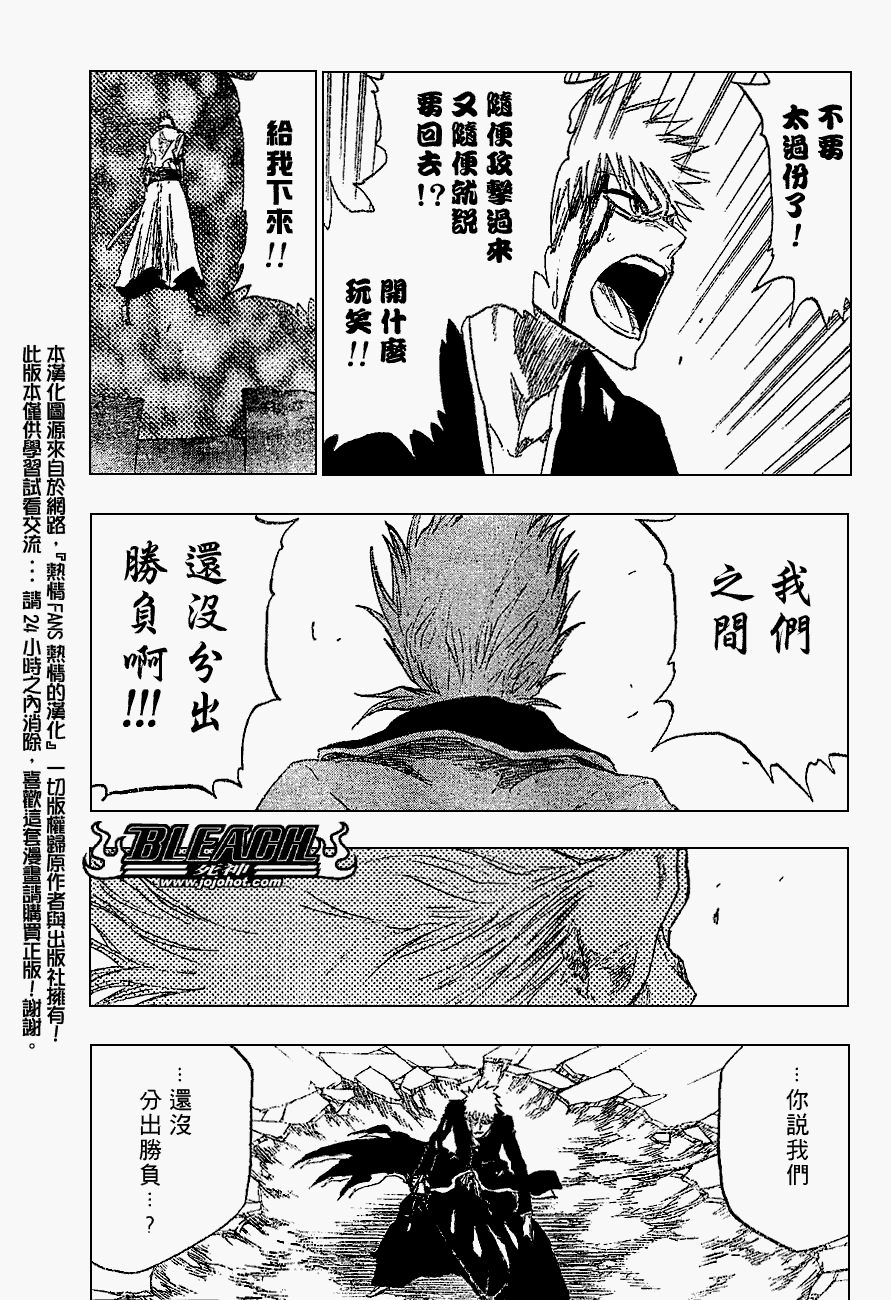 不要
太過份了!
隨便攻擊過來
又隨便就說
要回去!?
開什麼
玩笑!!
給我下來!!
我們
之間
還沒分出
勝負啊!!!
BLEACH
死神
www.jojohot.com
…你說我們
…還沒
分出勝負…?
本漢化圖源來自於網路,『熱情FANS 熱情的漢化』一切版權歸原作者與出版社擁有!
此版本僅供學習試看交流…請24小時之內消除,喜歡這套漫畫請購買正版!謝謝。